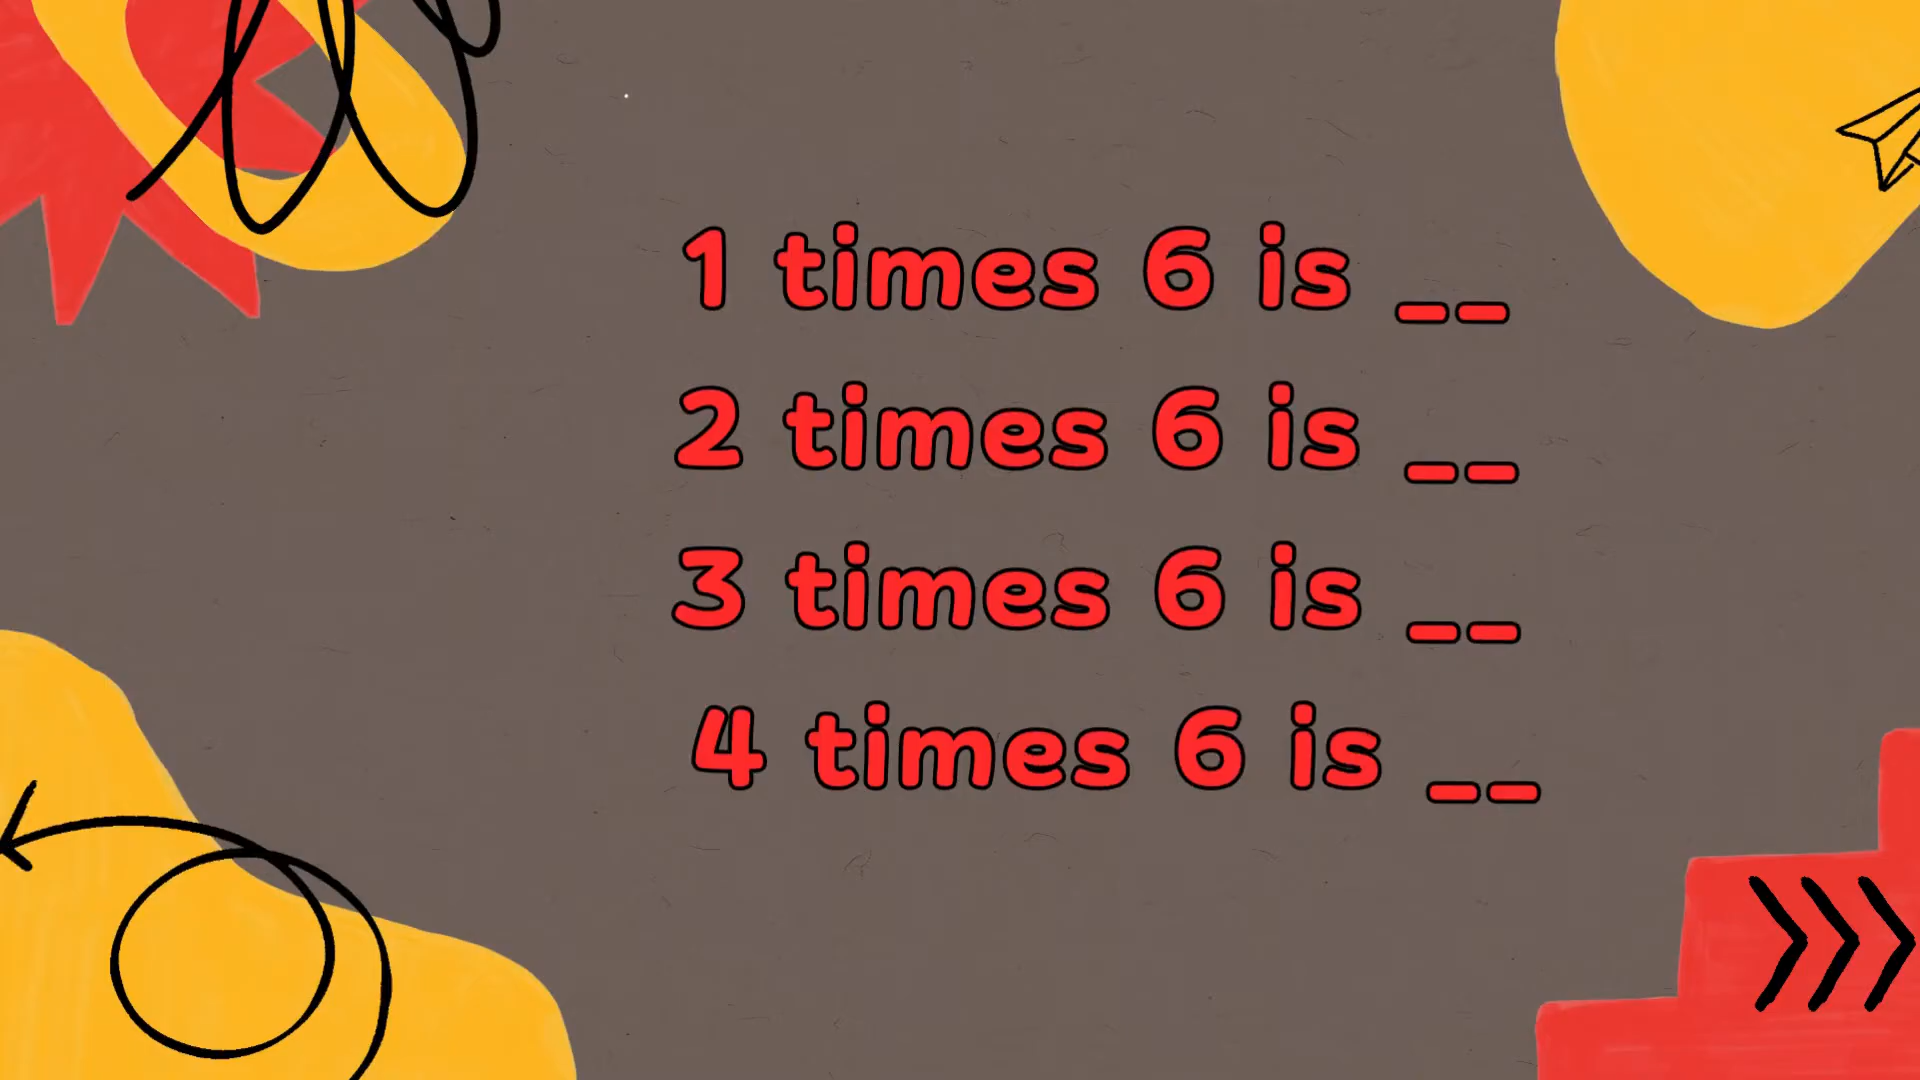 1 times 6 is __
2 times 6 is __
3 times 6 is __
4 times 6 is __